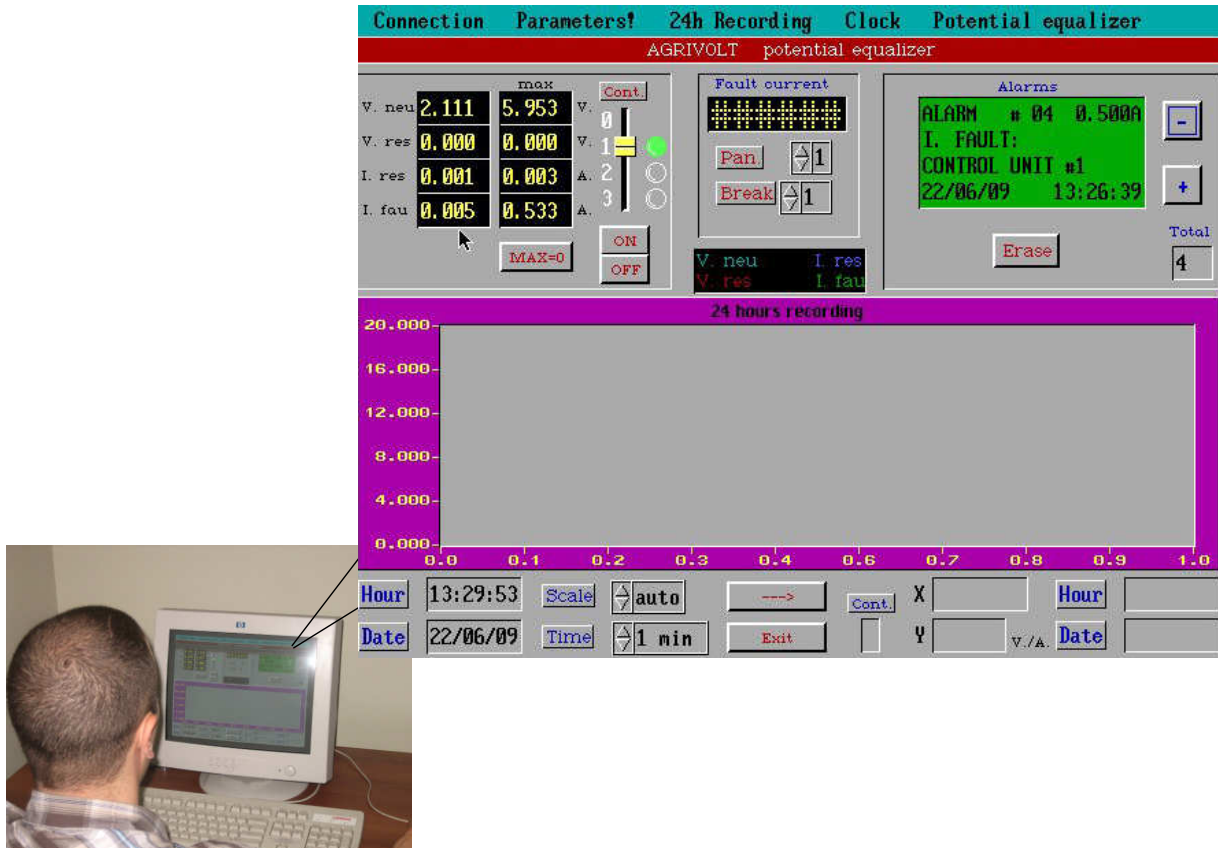 Connection Parameters! 24h Recording Clock Potential equalizer
AGRIVOLT potential equalizer
max
Cont.
V. neu 2.111 5.953 V.
V. res 0.000 0.000 V.
I. res 0.001 0.003 A.
I. fau 0.005 0.533 A.
0
1
2
3
MAX=0
ON
OFF
Fault current
######
Pan. 1
Break 1
V. neu I. res
V. res I. fau
Alarms
ALARM # 04 0.500A
I. FAULT:
CONTROL UNIT #1
22/06/09 13:26:39
-
+
Erase
Total
4
24 hours recording
20.000
16.000
12.000
8.000
4.000
0.000
0.0 0.1 0.2 0.3 0.4 0.6 0.7 0.8 0.9 1.0
Hour 13:29:53 Scale auto ---> Cont. X Hour
Date 22/06/09 Time 1 min Exit Y V./A. Date
hp